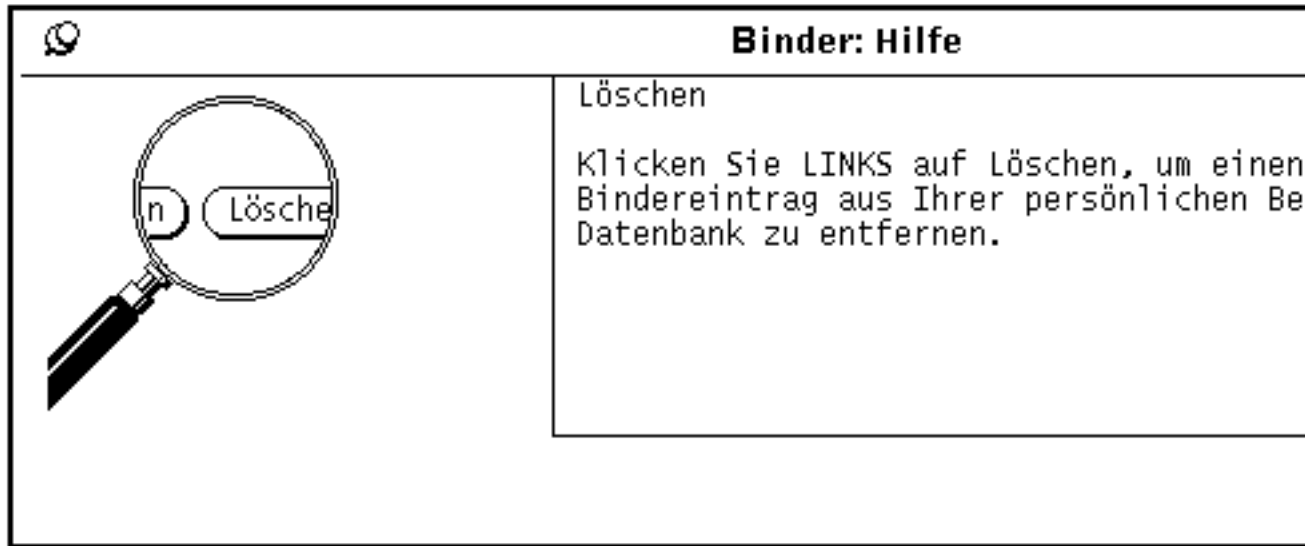 Binder: Hilfe
n Lösche
Löschen
Klicken Sie LINKS auf Löschen, um einen
Bindereintrag aus Ihrer persönlichen Be
Datenbank zu entfernen.